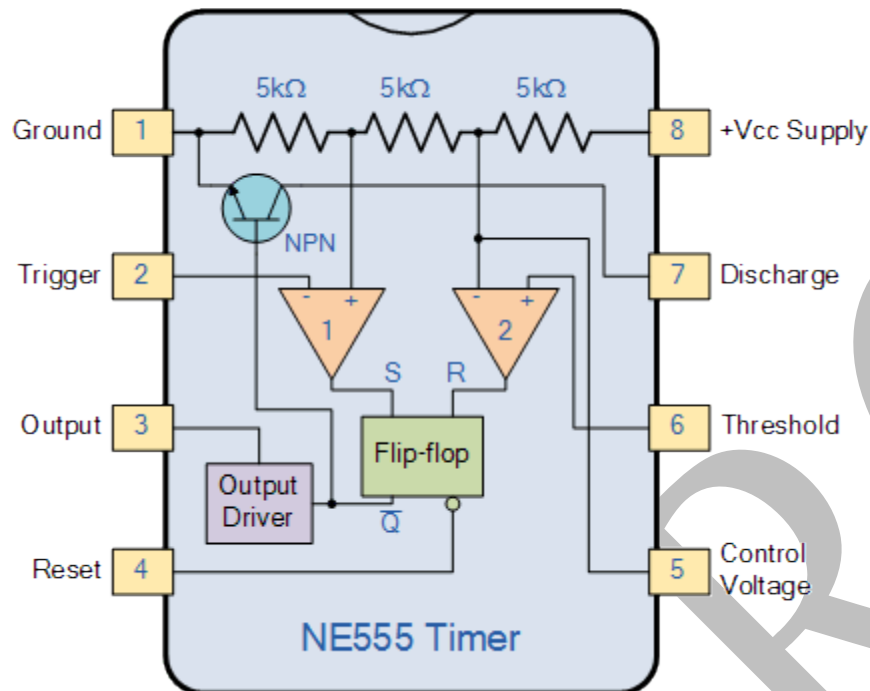 5kΩ 5kΩ 5kΩ
Ground 1
8 +Vcc Supply
NPN
Trigger 2
7 Discharge
- +
- +
1
2
S R
Output 3
6 Threshold
Flip-flop
Output
Driver
Q̅
Reset 4
5 Control
Voltage
NE555 Timer